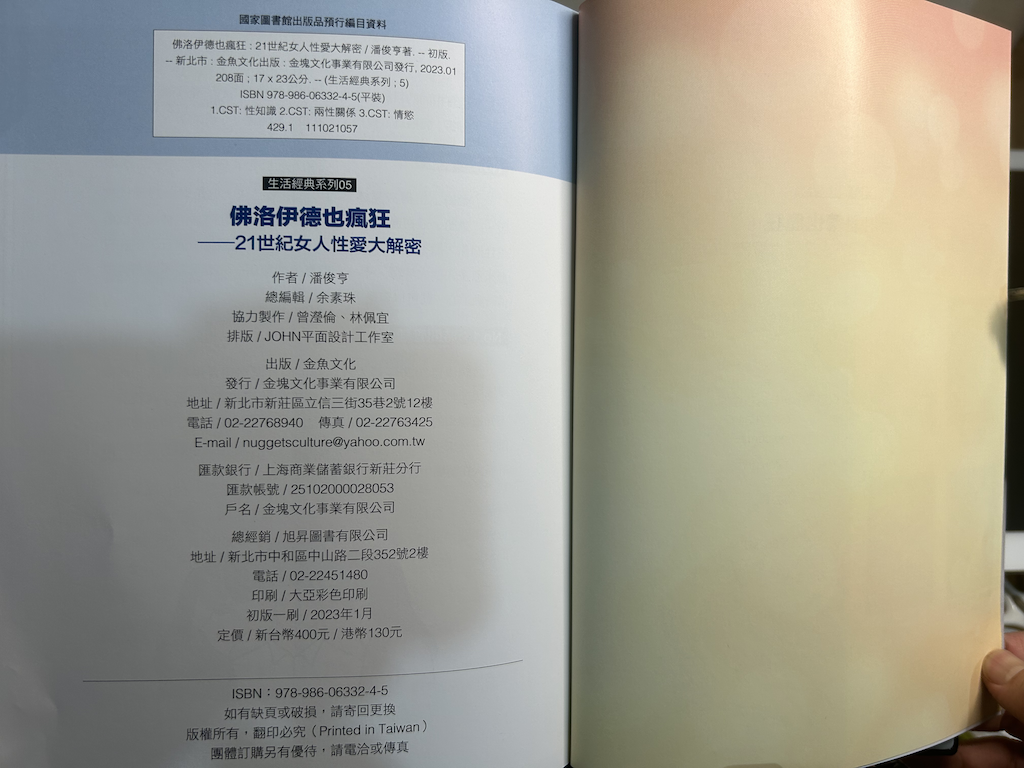 國家圖書館出版品預行編目資料
佛洛伊德也瘋狂 : 21世紀女人性愛大解密 / 潘俊亨著. -- 初版.
-- 新北市 : 金魚文化出版 : 金塊文化事業有限公司發行, 2023.01
208面 ; 17 x 23公分. -- (生活經典系列 ; 5)
ISBN 978-986-06332-4-5(平裝)
1.CST: 性知識 2.CST: 兩性關係 3.CST: 情慾
429.1 111021057
生活經典系列05
佛洛伊德也瘋狂
——21世紀女人性愛大解密
作者 / 潘俊亨
總編輯 / 余素珠
協力製作 / 曾瀅倫、林佩宜
排版 / JOHN平面設計工作室
出版 / 金魚文化
發行 / 金塊文化事業有限公司
地址 / 新北市新莊區立信三街35巷2號12樓
電話 / 02-22768940 傳真 / 02-22763425
E-mail / nuggetsculture@yahoo.com.tw
匯款銀行 / 上海商業儲蓄銀行新莊分行
匯款帳號 / 25102000028053
戶名 / 金塊文化事業有限公司
總經銷 / 旭昇圖書有限公司
地址 / 新北市中和區中山路二段352號2樓
電話 / 02-22451480
印刷 / 大亞彩色印刷
初版一刷 / 2023年1月
定價 / 新台幣400元 / 港幣130元
ISBN：978-986-06332-4-5
如有缺頁或破損，請寄回更換
版權所有，翻印必究（Printed in Taiwan）
團體訂購另有優待，請電洽或傳真